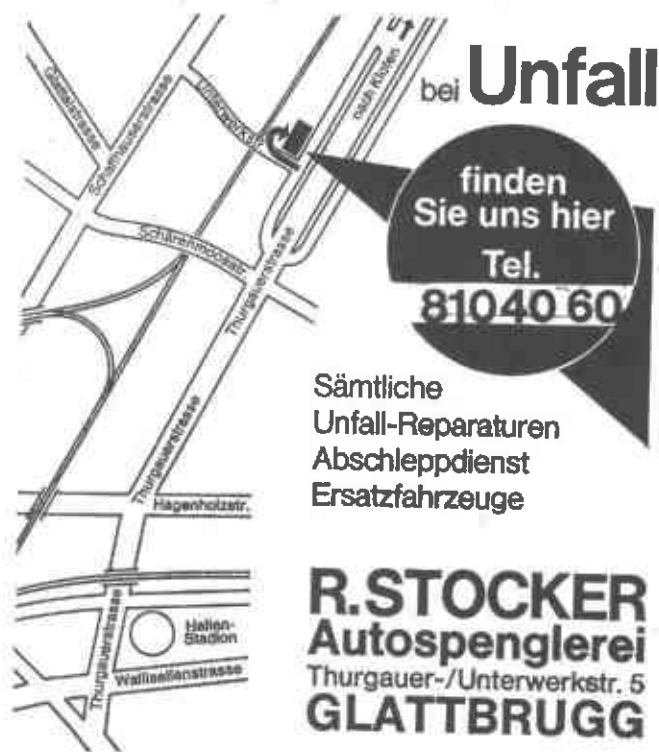 nach Kloten
Glattalstrasse
Schaffhauserstrasse
Unterwerkstr.
Schärenmoosstr.
Thurgauerstrasse
Thurgauerstrasse
Hagenholzstr.
Thurgauerstrasse
Hallen-
Stadion
Wallisellenstrasse
bei Unfall
finden
Sie uns hier
Tel.
810 40 60
Sämtliche
Unfall-Reparaturen
Abschleppdienst
Ersatzfahrzeuge
R.STOCKER
Autospenglerei
Thurgauer-/Unterwerkstr. 5
GLATTBRUGG